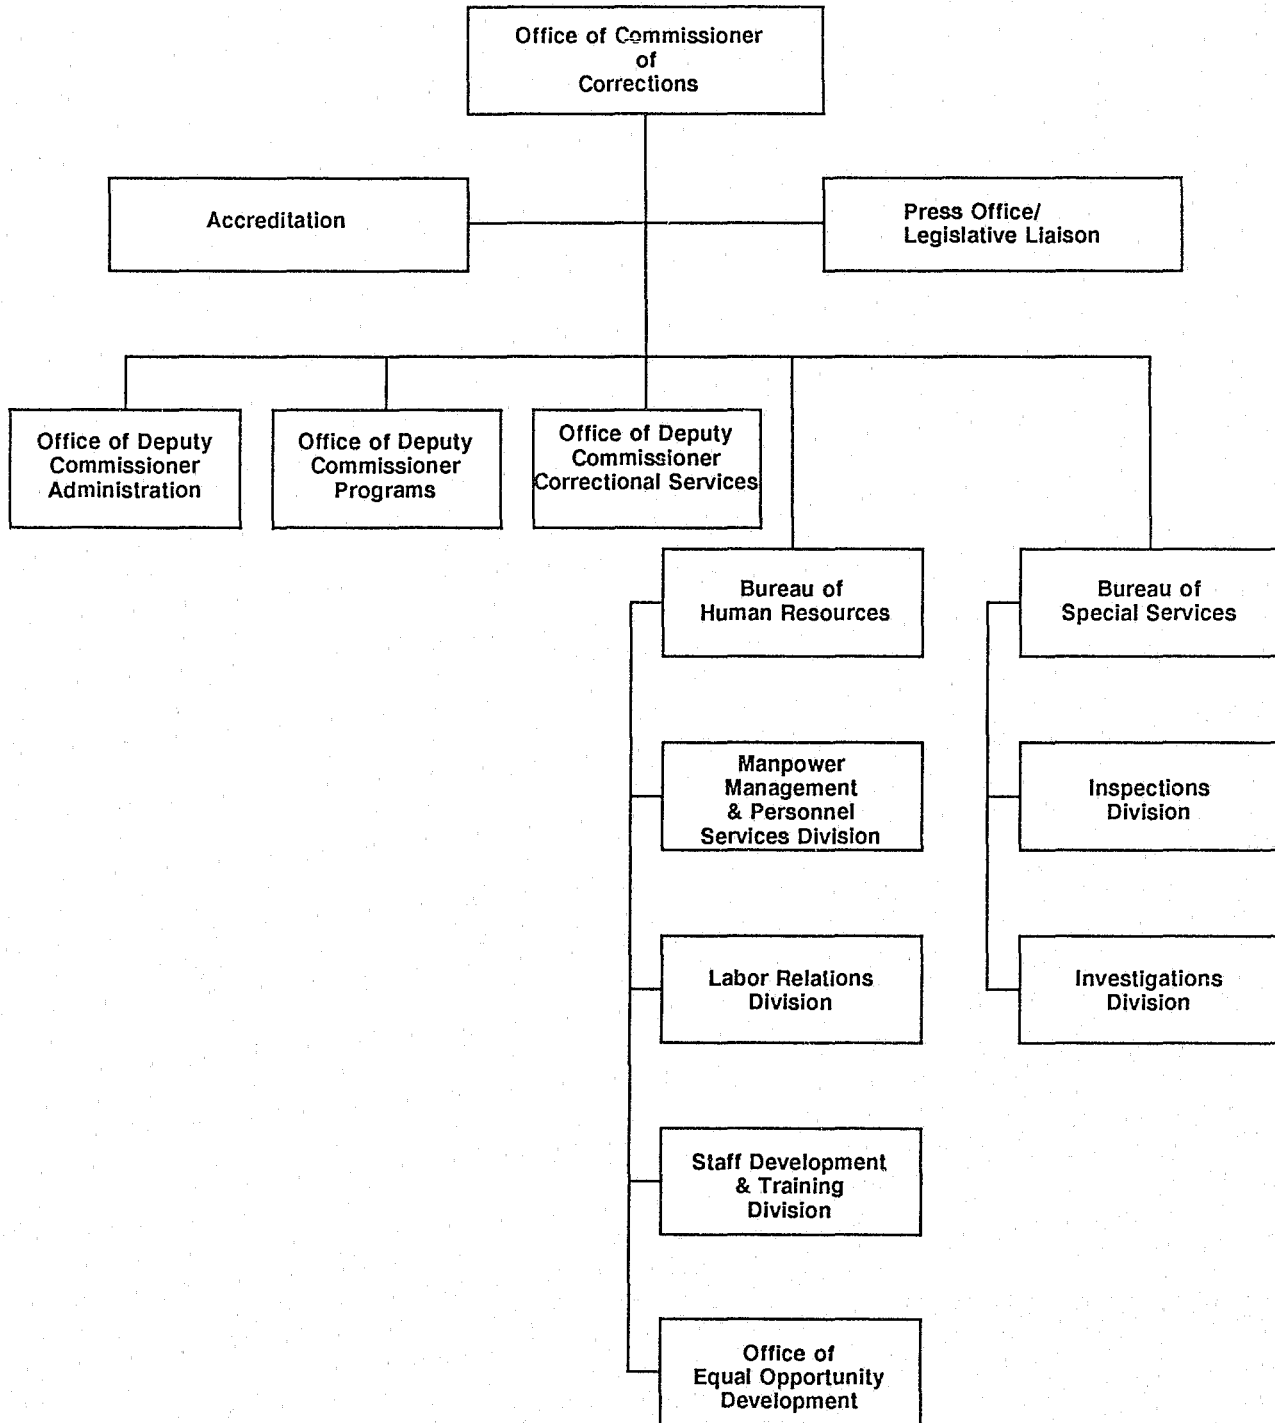 Office of Commissioner
of
Corrections
Accreditation
Press Office/
Legislative Liaison
Office of Deputy
Commissioner
Administration
Office of Deputy
Commissioner
Programs
Office of Deputy
Commissioner
Correctional Services
Bureau of
Human Resources
Bureau of
Special Services
Manpower
Management
& Personnel
Services Division
Inspections
Division
Labor Relations
Division
Investigations
Division
Staff Development
& Training
Division
Office of
Equal Opportunity
Development